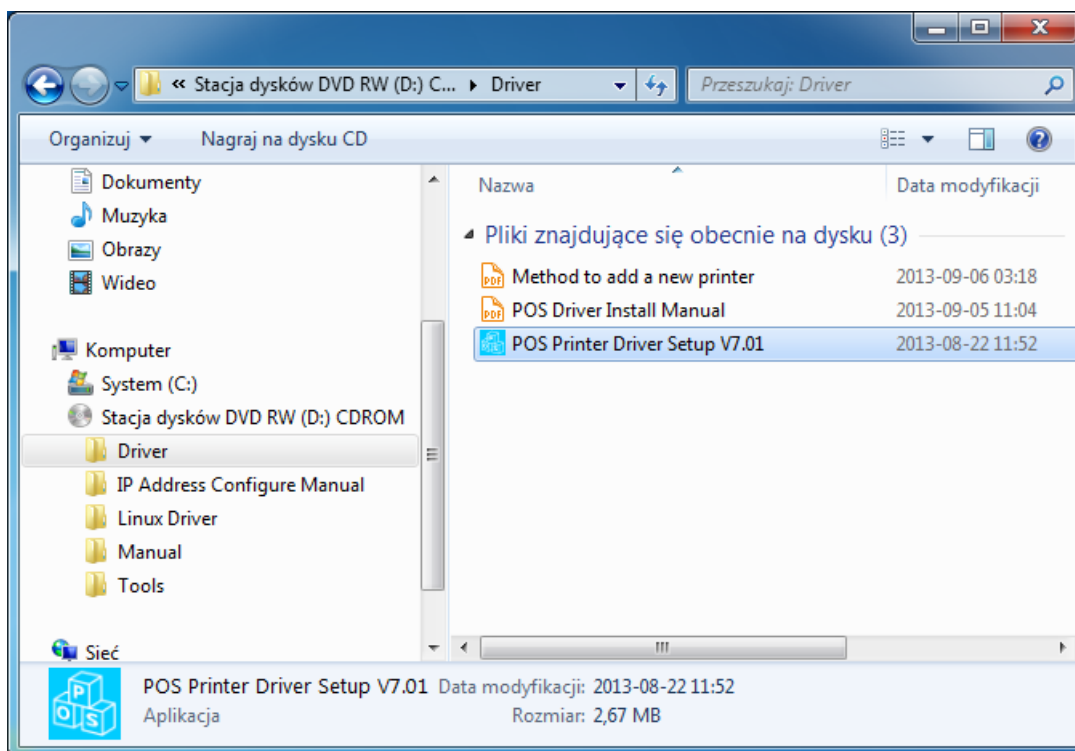 « Stacja dysków DVD RW (D:) C... Driver
Przeszukaj: Driver
Organizuj Nagraj na dysku CD
Dokumenty
Muzyka
Obrazy
Wideo
Komputer
System (C:)
Stacja dysków DVD RW (D:) CDROM
Driver
IP Address Configure Manual
Linux Driver
Manual
Tools
Sieć
Nazwa Data modyfikacji
Pliki znajdujące się obecnie na dysku (3)
Method to add a new printer 2013-09-06 03:18
POS Driver Install Manual 2013-09-05 11:04
POS Printer Driver Setup V7.01 2013-08-22 11:52
POS
POS Printer Driver Setup V7.01 Data modyfikacji: 2013-08-22 11:52
Aplikacja Rozmiar: 2,67 MB